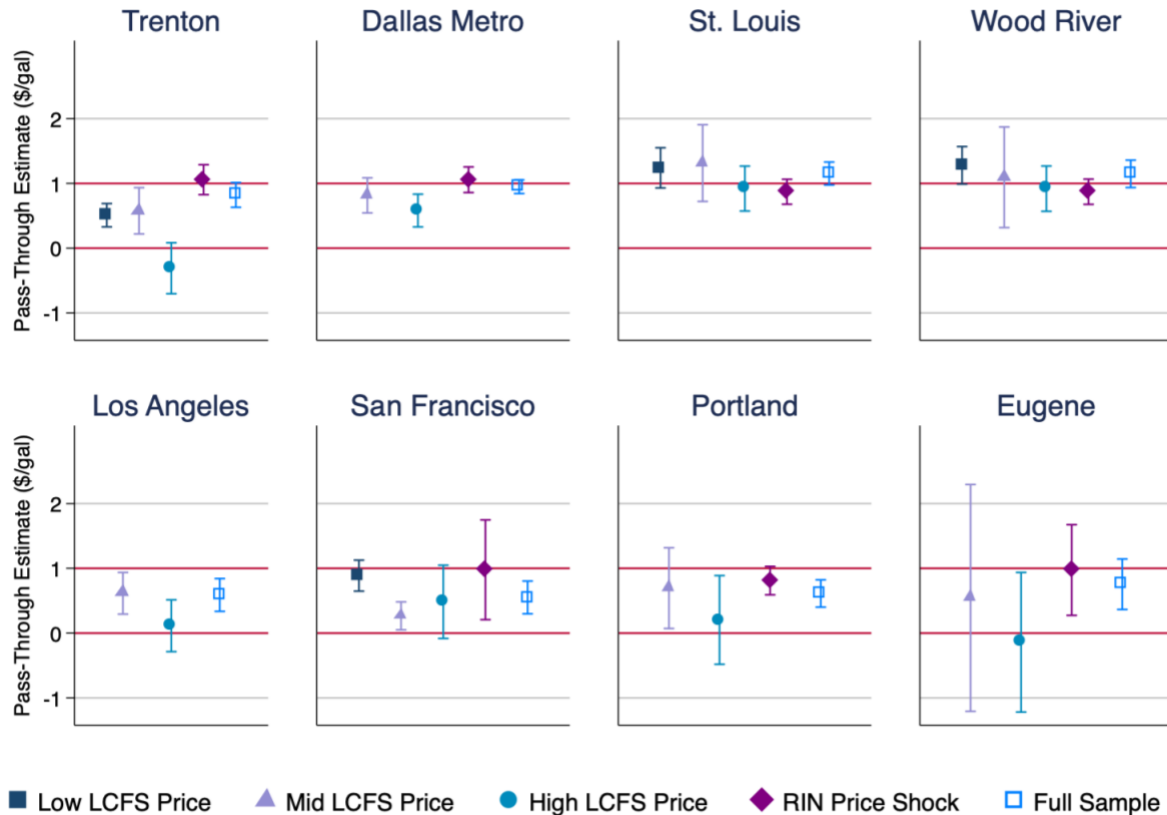 Trenton
Dallas Metro
St. Louis
Wood River
Pass-Through Estimate ($/gal)
2
1
0
-1
Los Angeles
San Francisco
Portland
Eugene
Pass-Through Estimate ($/gal)
2
1
0
-1
Low LCFS Price
Mid LCFS Price
High LCFS Price
RIN Price Shock
Full Sample